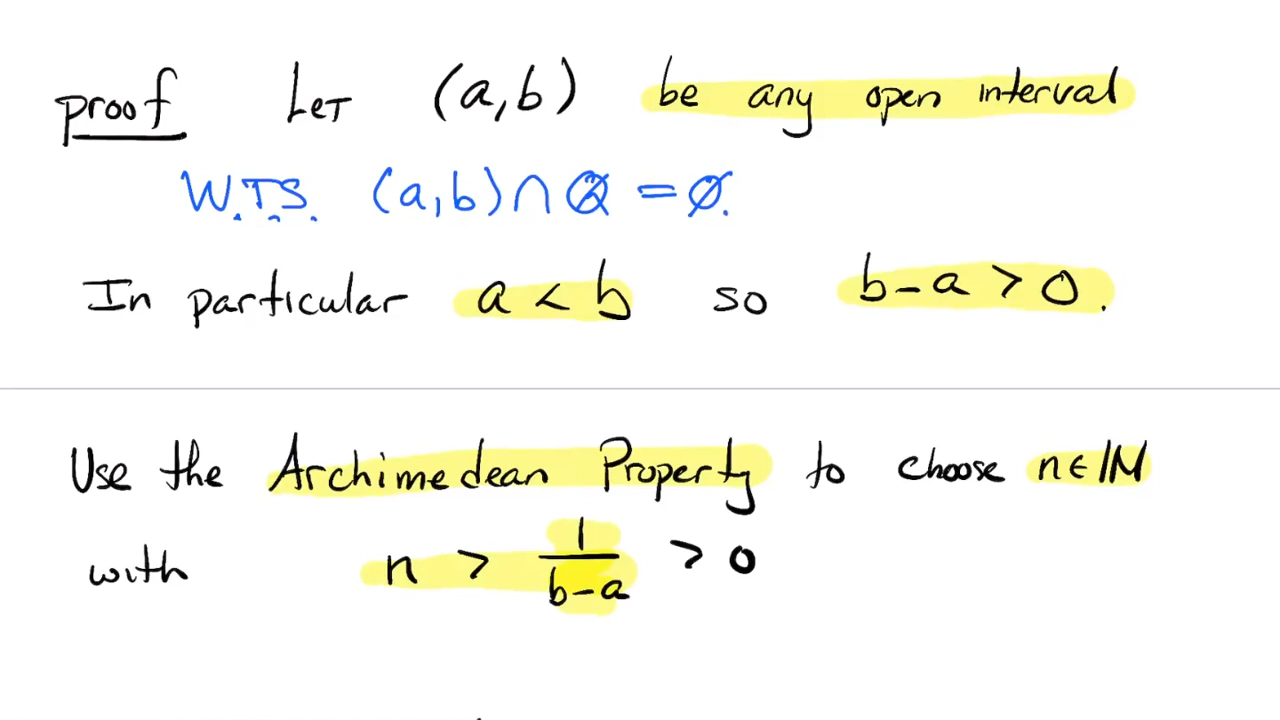 proof Let (a,b) be any open interval
W.T.S. (a,b) ∩ ℚ = ∅.
In particular a < b so b-a > 0.
Use the Archimedean Property to choose n ∈ ℕ
with n > 1/(b-a) > 0